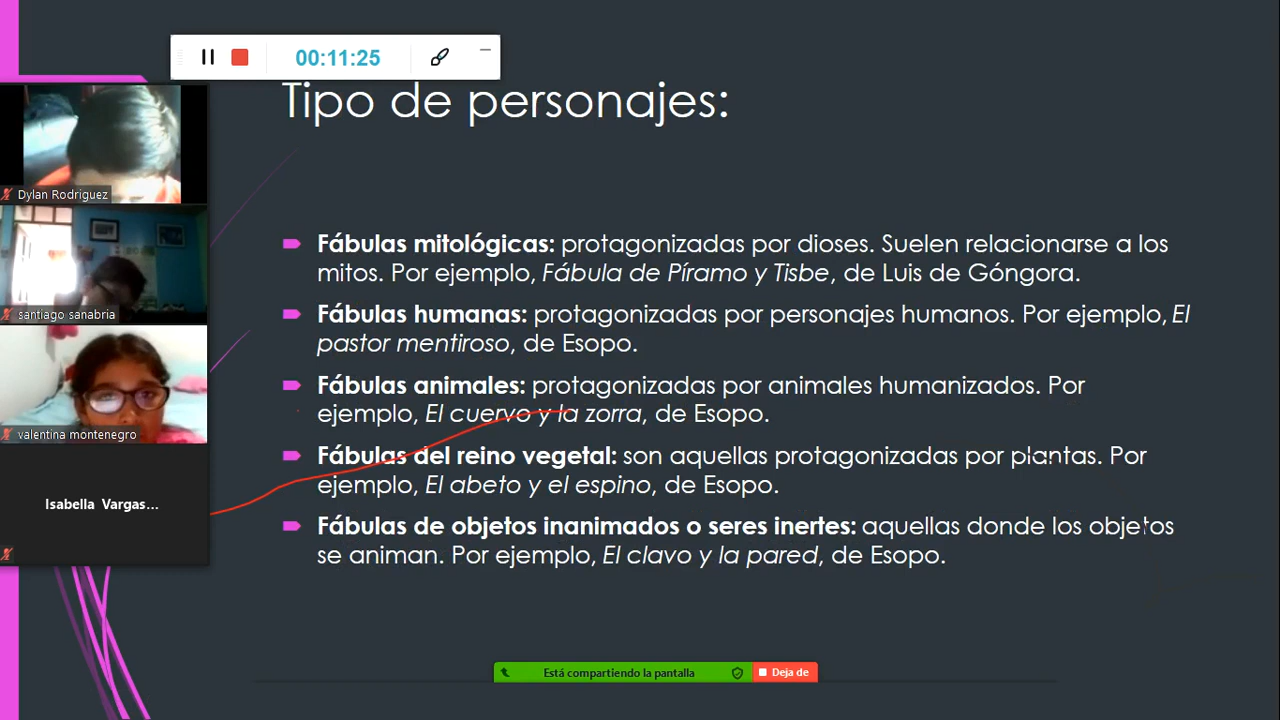 00:11:25
Tipo de personajes:
Dylan Rodriguez
santiago sanabria
valentina montenegro
Isabella Vargas...
Fábulas mitológicas: protagonizadas por dioses. Suelen relacionarse a los
mitos. Por ejemplo, Fábula de Píramo y Tisbe, de Luis de Góngora.
Fábulas humanas: protagonizadas por personajes humanos. Por ejemplo, El
pastor mentiroso, de Esopo.
Fábulas animales: protagonizadas por animales humanizados. Por
ejemplo, El cuervo y la zorra, de Esopo.
Fábulas del reino vegetal: son aquellas protagonizadas por plantas. Por
ejemplo, El abeto y el espino, de Esopo.
Fábulas de objetos inanimados o seres inertes: aquellas donde los objetos
se animan. Por ejemplo, El clavo y la pared, de Esopo.
Está compartiendo la pantalla
Deja de